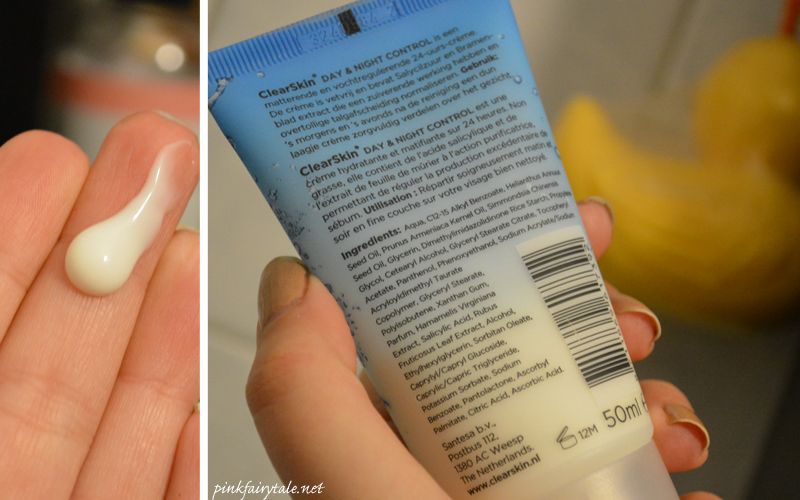 ClearSkin® DAY & NIGHT CONTROL is een
matterende en vochtregulerende 24-uurs-crème.
De crème is vetvrij en bevat Salicylzuur en Bramen-
blad extract die een zuiverende werking hebben en
overtollige talgafscheiding normaliseren. Gebruik:
's morgens en 's avonds na de reiniging een dun
laagje crème zorgvuldig verdelen over het gezicht.
ClearSkin® DAY & NIGHT CONTROL est une
crème hydratante et matifiante sur 24 heures. Non
grasse, elle contient de l'acide salicylique et de
l'extrait de feuille de mûrier à l'action purificatrice,
permettant de réguler la production excédentaire de
sébum. Utilisation : Répartir soigneusement matin et
soir en fine couche sur votre visage bien nettoyé.
Ingredients: Aqua, C12-15 Alkyl Benzoate, Helianthus Annuus
Seed Oil, Prunus Armeniaca Kernel Oil, Simmondsia Chinensis
Seed Oil, Glycerin, Dimethylimidazolidinone Rice Starch, Propylene
Glycol, Cetearyl Alcohol, Glyceryl Stearate Citrate, Tocopheryl
Acetate, Panthenol, Phenoxyethanol, Sodium Acrylate/Sodium
Acryloyldimethyl Taurate
Copolymer, Glyceryl Stearate,
Polyisobutene, Xanthan Gum,
Parfum, Hamamelis Virginiana
Extract, Salicylic Acid, Rubus
Fruticosus Leaf Extract, Alcohol,
Ethylhexylglycerin, Sorbitan Oleate,
Caprylyl/Capryl Glucoside,
Caprylic/Capric Triglyceride,
Potassium Sorbate, Sodium
Benzoate, Pantolactone, Ascorbyl
Palmitate, Citric Acid, Ascorbic Acid.
Santesa b.v.,
Postbus 112,
1380 AC Weesp
The Netherlands.
www.clearskin.nl
12M
50ml e
pinkfairytale.net